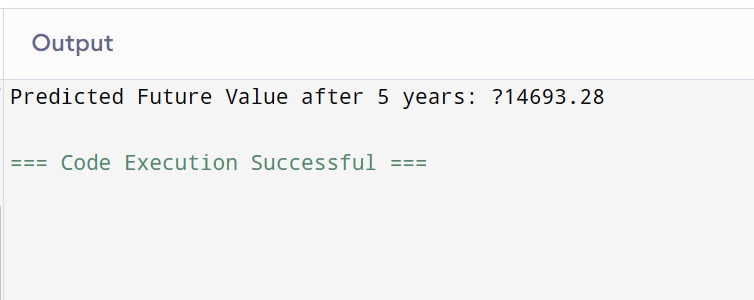 Output
Predicted Future Value after 5 years: ?14693.28
=== Code Execution Successful ===